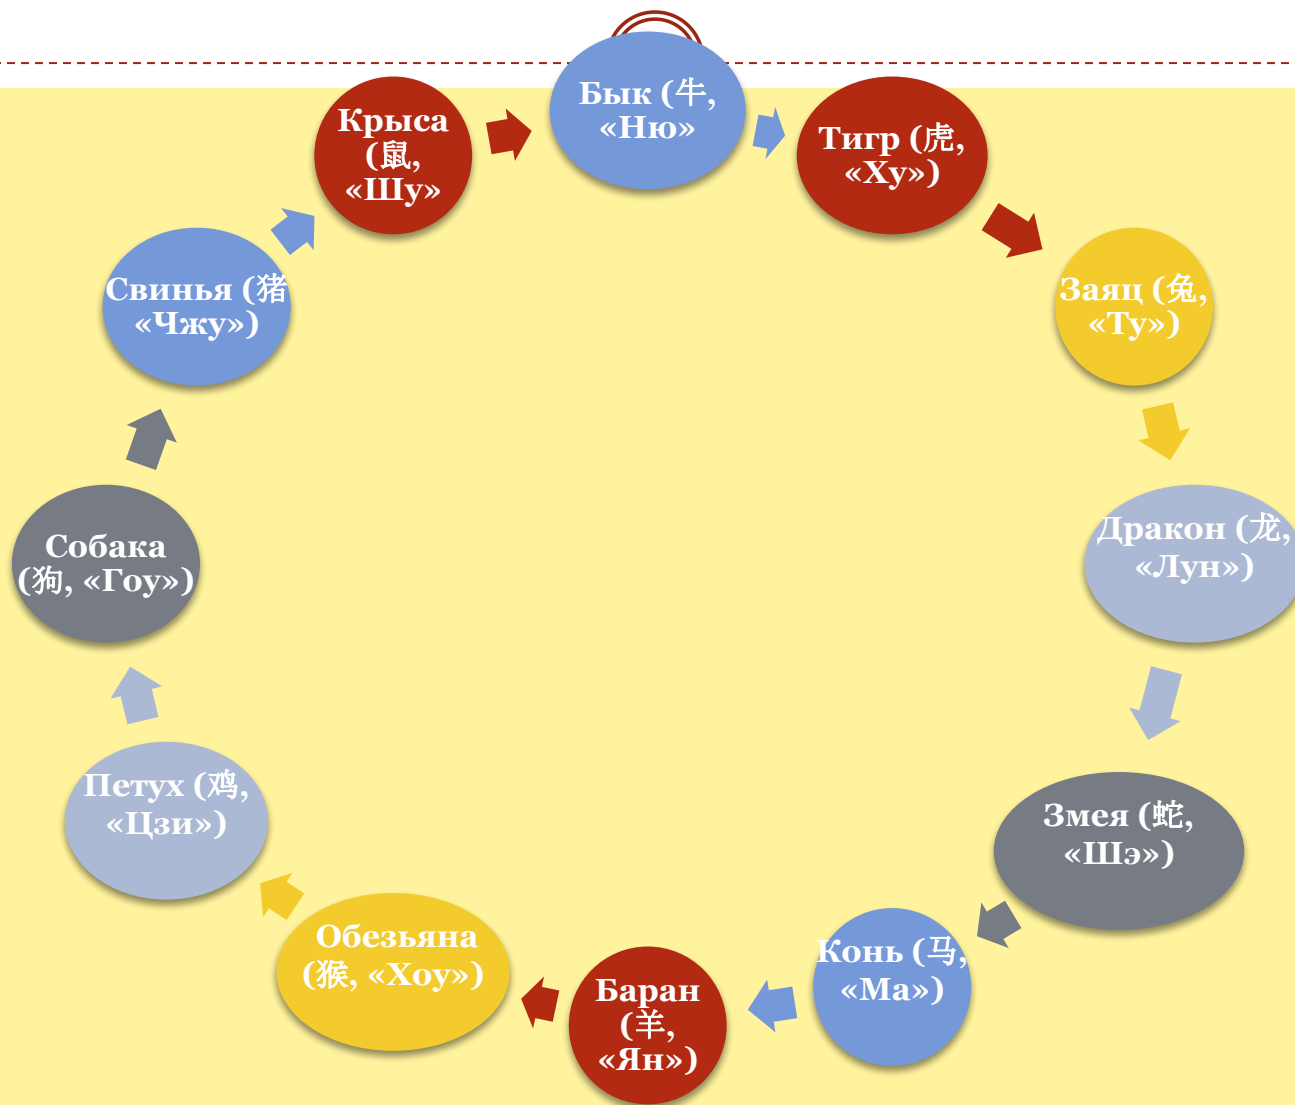 Бык (牛,
«Ню»
Тигр (虎,
«Ху»)
Заяц (兔,
«Ту»)
Дракон (龙,
«Лун»)
Змея (蛇,
«Шэ»)
Конь (马,
«Ма»)
Баран
(羊,
«Ян»)
Обезьяна
(猴, «Хоу»)
Петух (鸡,
«Цзи»)
Собака
(狗, «Гоу»)
Свинья (猪
«Чжу»)
Крыса
(鼠,
«Шу»